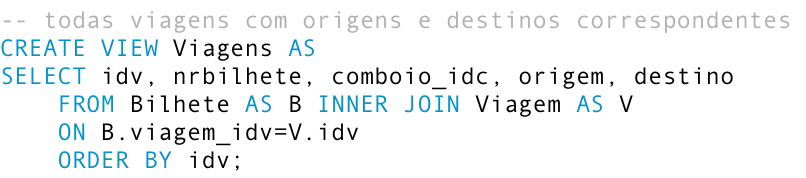 -- todas viagens com origens e destinos correspondentes
CREATE VIEW Viagens AS
SELECT idv, nrbilhete, comboio_idc, origem, destino
    FROM Bilhete AS B INNER JOIN Viagem AS V
    ON B.viagem_idv=V.idv
    ORDER BY idv;